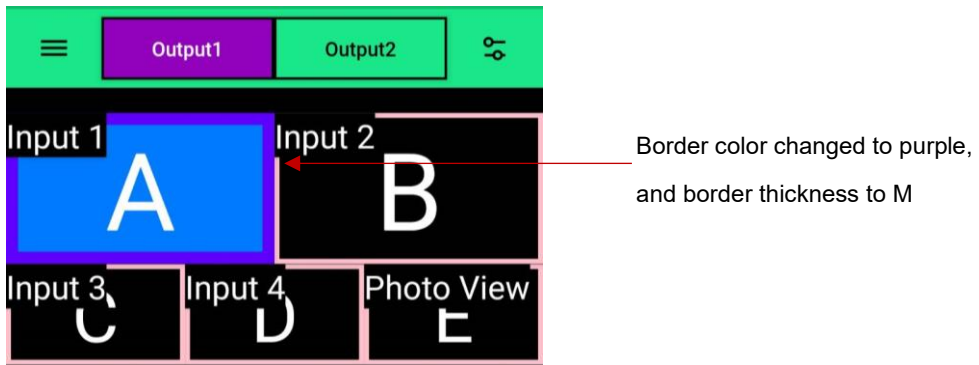 Output1 Output2
Input 1 Input 2
A B
Border color changed to purple,
and border thickness to M
Input 3 Input 4 Photo View
C D E